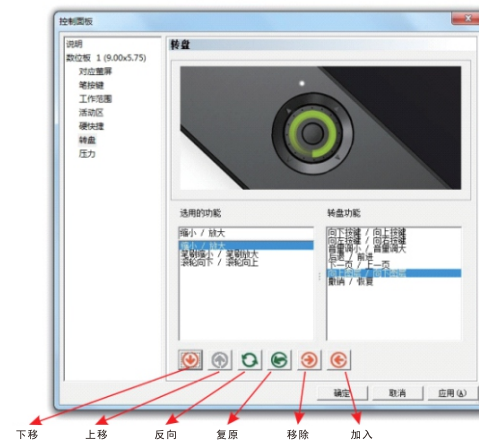 控制面板
说明
数位板 1 (9.00x5.75)
对应萤屏
笔按键
工作范围
活动区
硬快捷
转盘
压力
转盘
选用的功能
缩小 / 放大
缩小 / 放大
笔刷缩小 / 笔刷放大
滚轮向下 / 滚轮向上
转盘功能
向下按键 / 向上按键
向左按键 / 向右按键
音量调小 / 音量调大
后退 / 前进
下一页 / 上一页
撤销 / 恢复
确定
取消
应用(A)
下移
上移
反向
复原
移除
加入